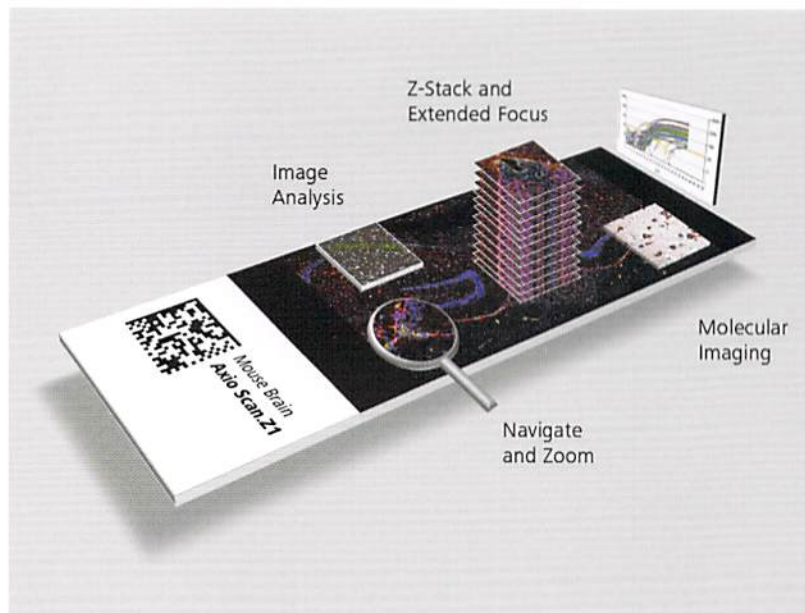 Z-Stack and
Extended Focus
Image
Analysis
Molecular
Imaging
Mouse Brain
Axio Scan.Z1
Navigate
and Zoom